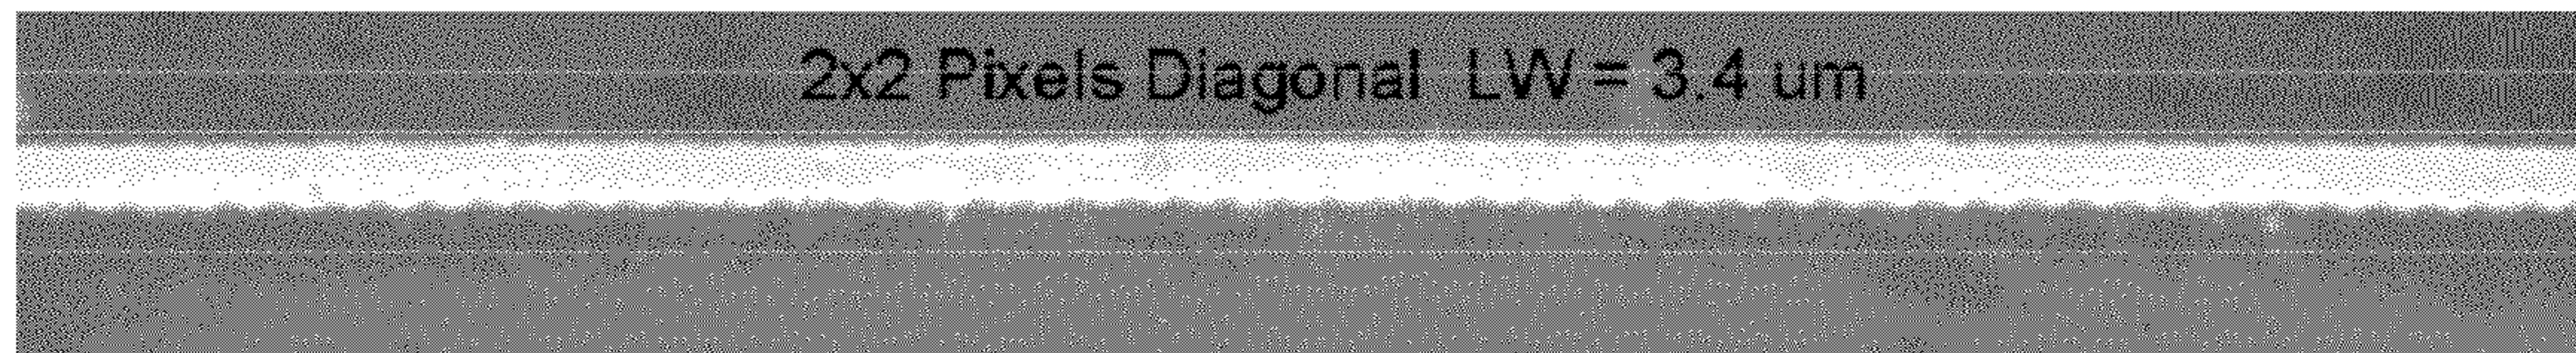 2x2 Pixels Diagonal LW = 3.4 um